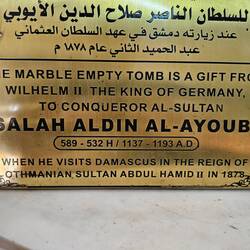 للسلطان الناصر صلاح الدين الأيوبي
عند زيارته دمشق في عهد السلطان العثماني
عبد الحميد الثاني عام ١٨٧٨ م
THE MARBLE EMPTY TOMB IS A GIFT FROM
WILHELM II THE KING OF GERMANY,
TO CONQUEROR AL-SULTAN
SALAH ALDIN AL-AYOUBI
589 - 532 H / 1137 - 1193 A.D
WHEN HE VISITS DAMASCUS IN THE REIGN OF
OTHMANIAN SULTAN ABDUL HAMID II IN 1878